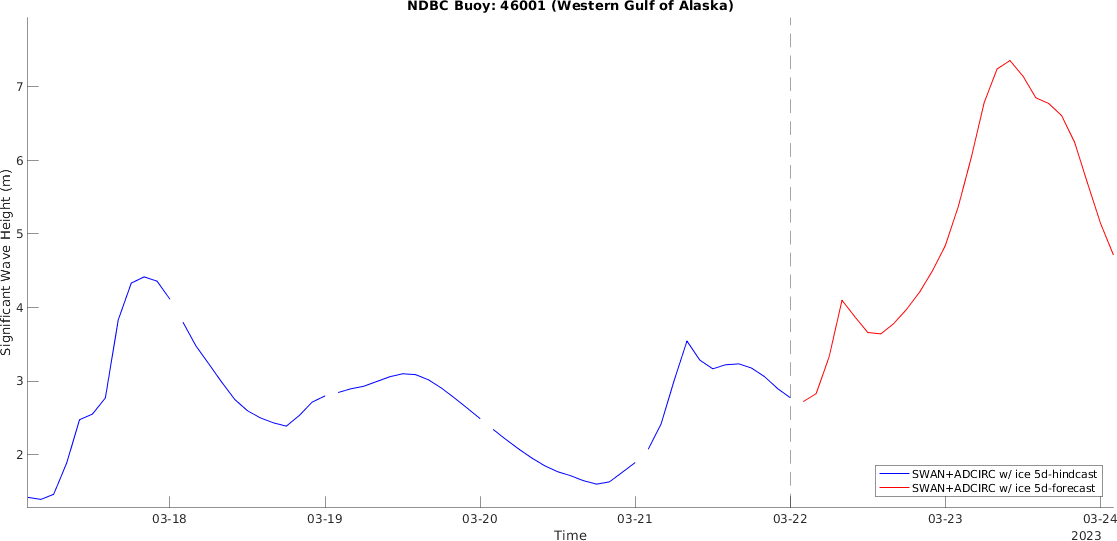 NDBC Buoy: 46001 (Western Gulf of Alaska)
Significant Wave Height (m)
7
6
5
4
3
2
SWAN+ADCIRC w/ ice 5d-hindcast
SWAN+ADCIRC w/ ice 5d-forecast
03-18 03-19 03-20 03-21 03-22 03-23 03-24
Time
2023